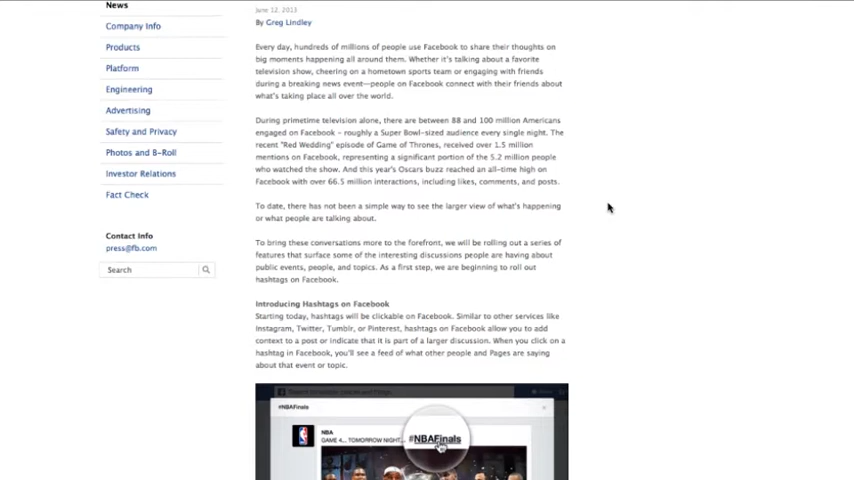 News
Company Info
Products
Platform
Engineering
Advertising
Safety and Privacy
Photos and B-Roll
Investor Relations
Fact Check
Contact Info
press@fb.com
Search
June 12, 2013
By Greg Lindley
Every day, hundreds of millions of people use Facebook to share their thoughts on
big moments happening all around them. Whether it's talking about a favorite
television show, cheering on a hometown sports team or engaging with friends
during a breaking news event—people on Facebook connect with their friends about
what's taking place all over the world.
During primetime television alone, there are between 88 and 100 million Americans
engaged on Facebook – roughly a Super Bowl-sized audience every single night. The
recent "Red Wedding" episode of Game of Thrones, received over 1.5 million
mentions on Facebook, representing a significant portion of the 5.2 million people
who watched the show. And this year's Oscars buzz reached an all-time high on
Facebook with over 66.5 million interactions, including likes, comments, and posts.
To date, there has not been a simple way to see the larger view of what's happening
or what people are talking about.
To bring these conversations more to the forefront, we will be rolling out a series of
features that surface some of the interesting discussions people are having about
public events, people, and topics. As a first step, we are beginning to roll out
hashtags on Facebook.
Introducing Hashtags on Facebook
Starting today, hashtags will be clickable on Facebook. Similar to other services like
Instagram, Twitter, Tumblr, or Pinterest, hashtags on Facebook allow you to add
context to a post or indicate that it is part of a larger discussion. When you click on a
hashtag in Facebook, you'll see a feed of what other people and Pages are saying
about that event or topic.
#NBAFinals
NBA
GAME 4... TOMORROW NIGHT...
#NBAFinals